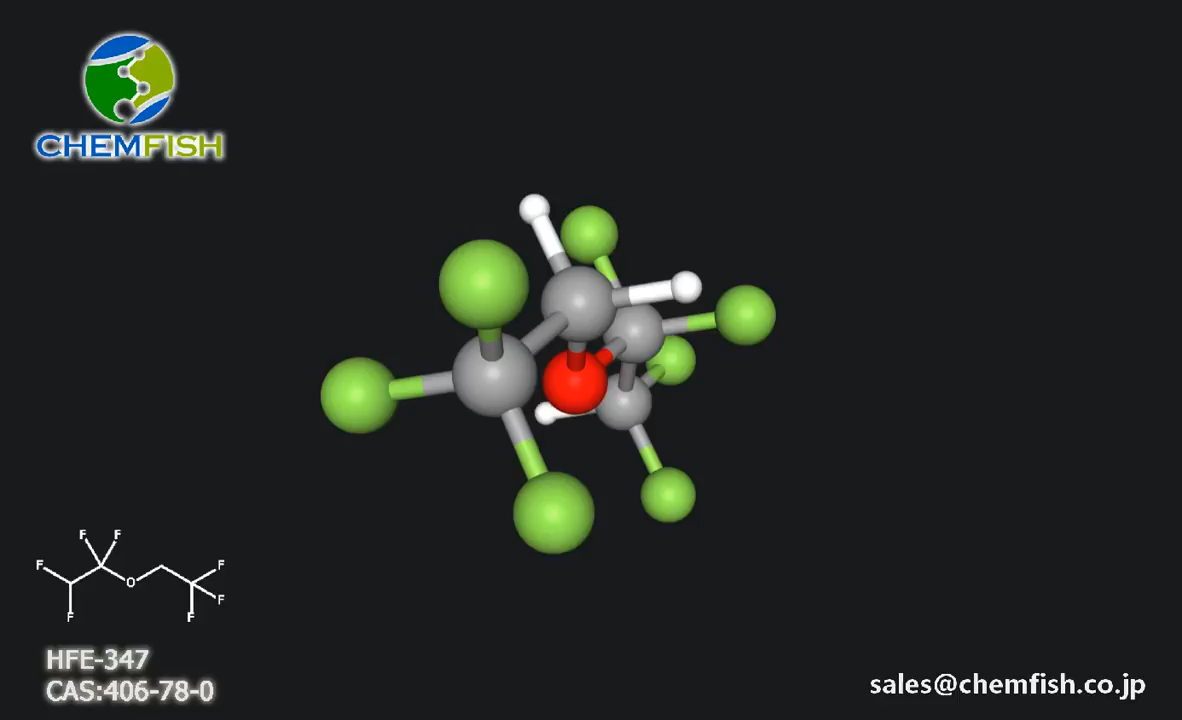 CHEMFISH
F F
F F
O F
F F
HFE-347
CAS:406-78-0
sales@chemfish.co.jp